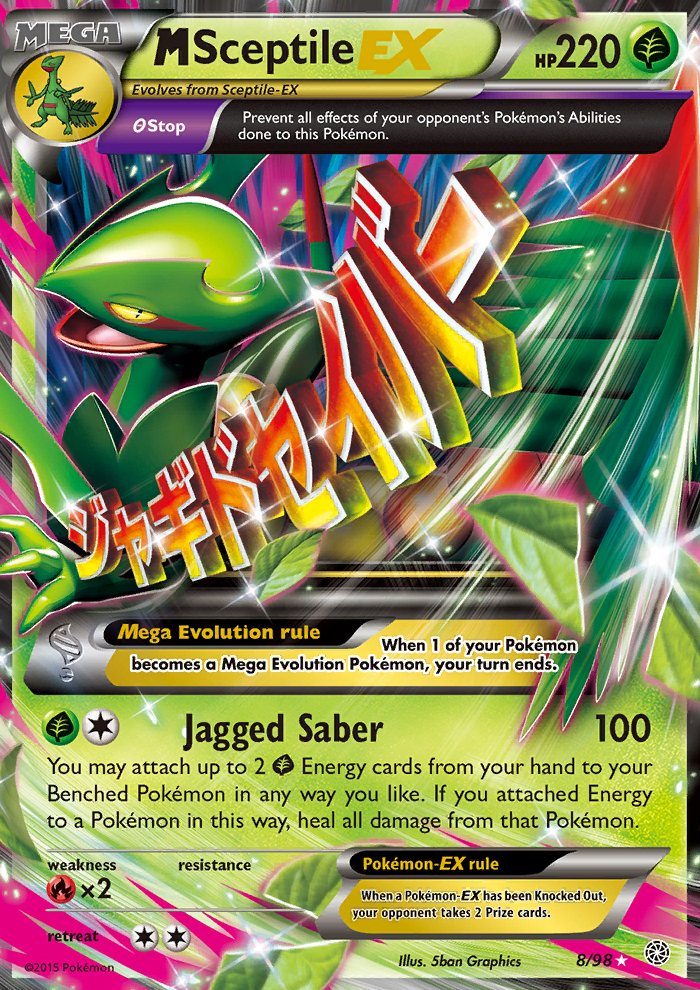 MEGA
MSceptile EX
HP220
Evolves from Sceptile-EX
θStop
Prevent all effects of your opponent's Pokémon's Abilities
done to this Pokémon.
ジャギドセイバー
Mega Evolution rule
When 1 of your Pokémon
becomes a Mega Evolution Pokémon, your turn ends.
Jagged Saber 100
You may attach up to 2 Energy cards from your hand to your
Benched Pokémon in any way you like. If you attached Energy
to a Pokémon in this way, heal all damage from that Pokémon.
weakness resistance
×2
Pokémon-EX rule
When a Pokémon-EX has been Knocked Out,
your opponent takes 2 Prize cards.
retreat
©2015 Pokémon
Illus. 5ban Graphics
8/98 ★